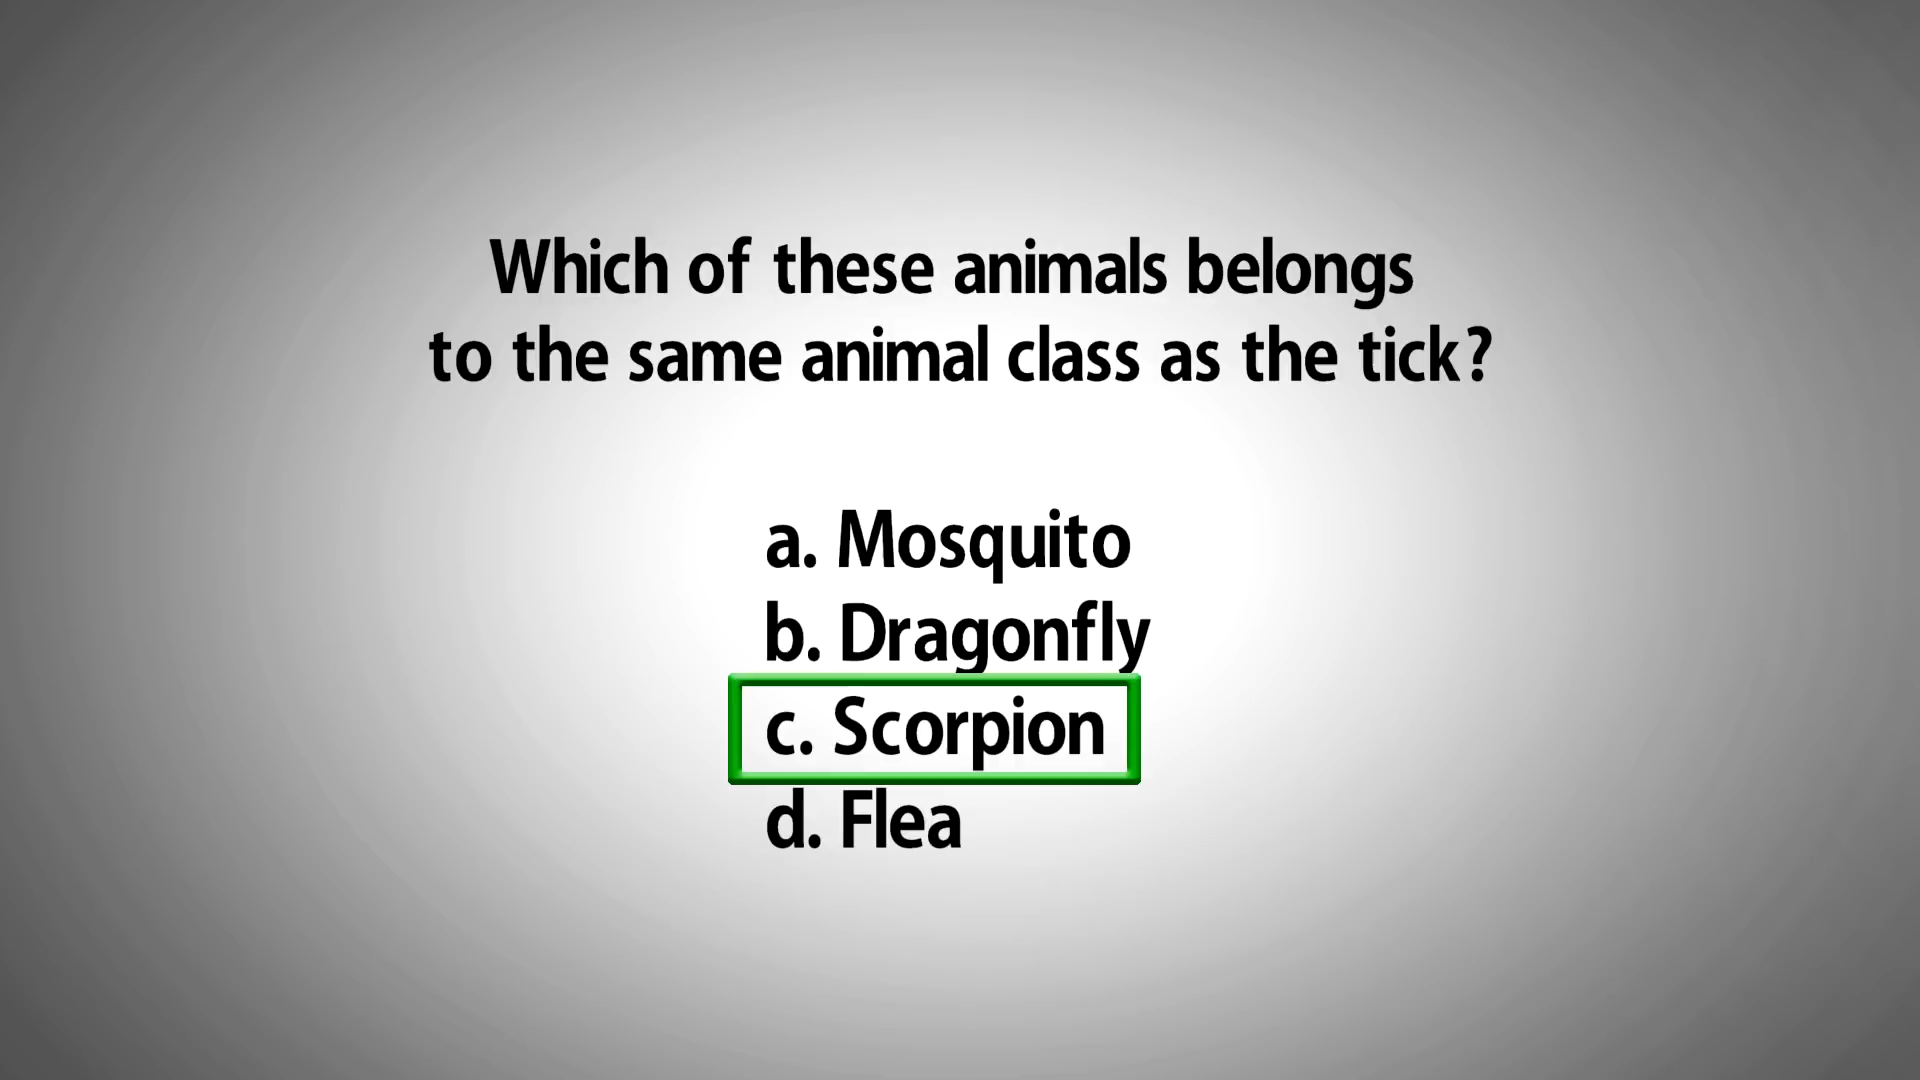 Which of these animals belongs
to the same animal class as the tick?
a. Mosquito
b. Dragonfly
c. Scorpion
d. Flea